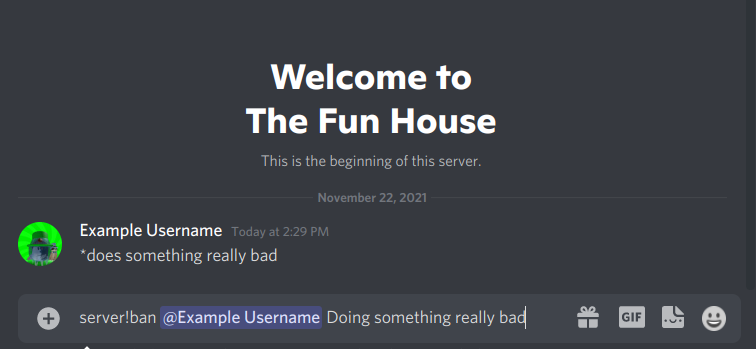 Welcome to
The Fun House
This is the beginning of this server.
November 22, 2021
Example Username Today at 2:29 PM
*does something really bad
server!ban @Example Username Doing something really bad
GIF